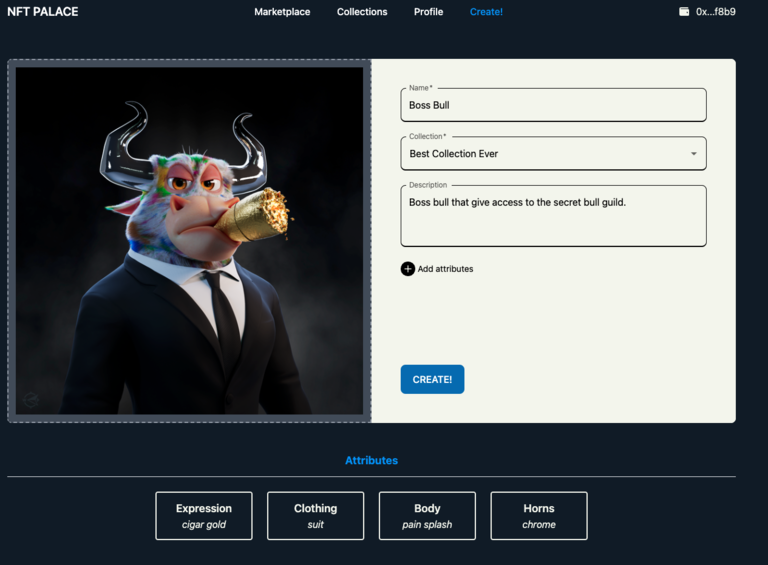 NFT PALACE
Marketplace Collections Profile Create! 0x...f8b9
Name*
Boss Bull
Collection*
Best Collection Ever
Description
Boss bull that give access to the secret bull guild.
Add attributes
CREATE!
Attributes
Expression
cigar gold
Clothing
suit
Body
pain splash
Horns
chrome